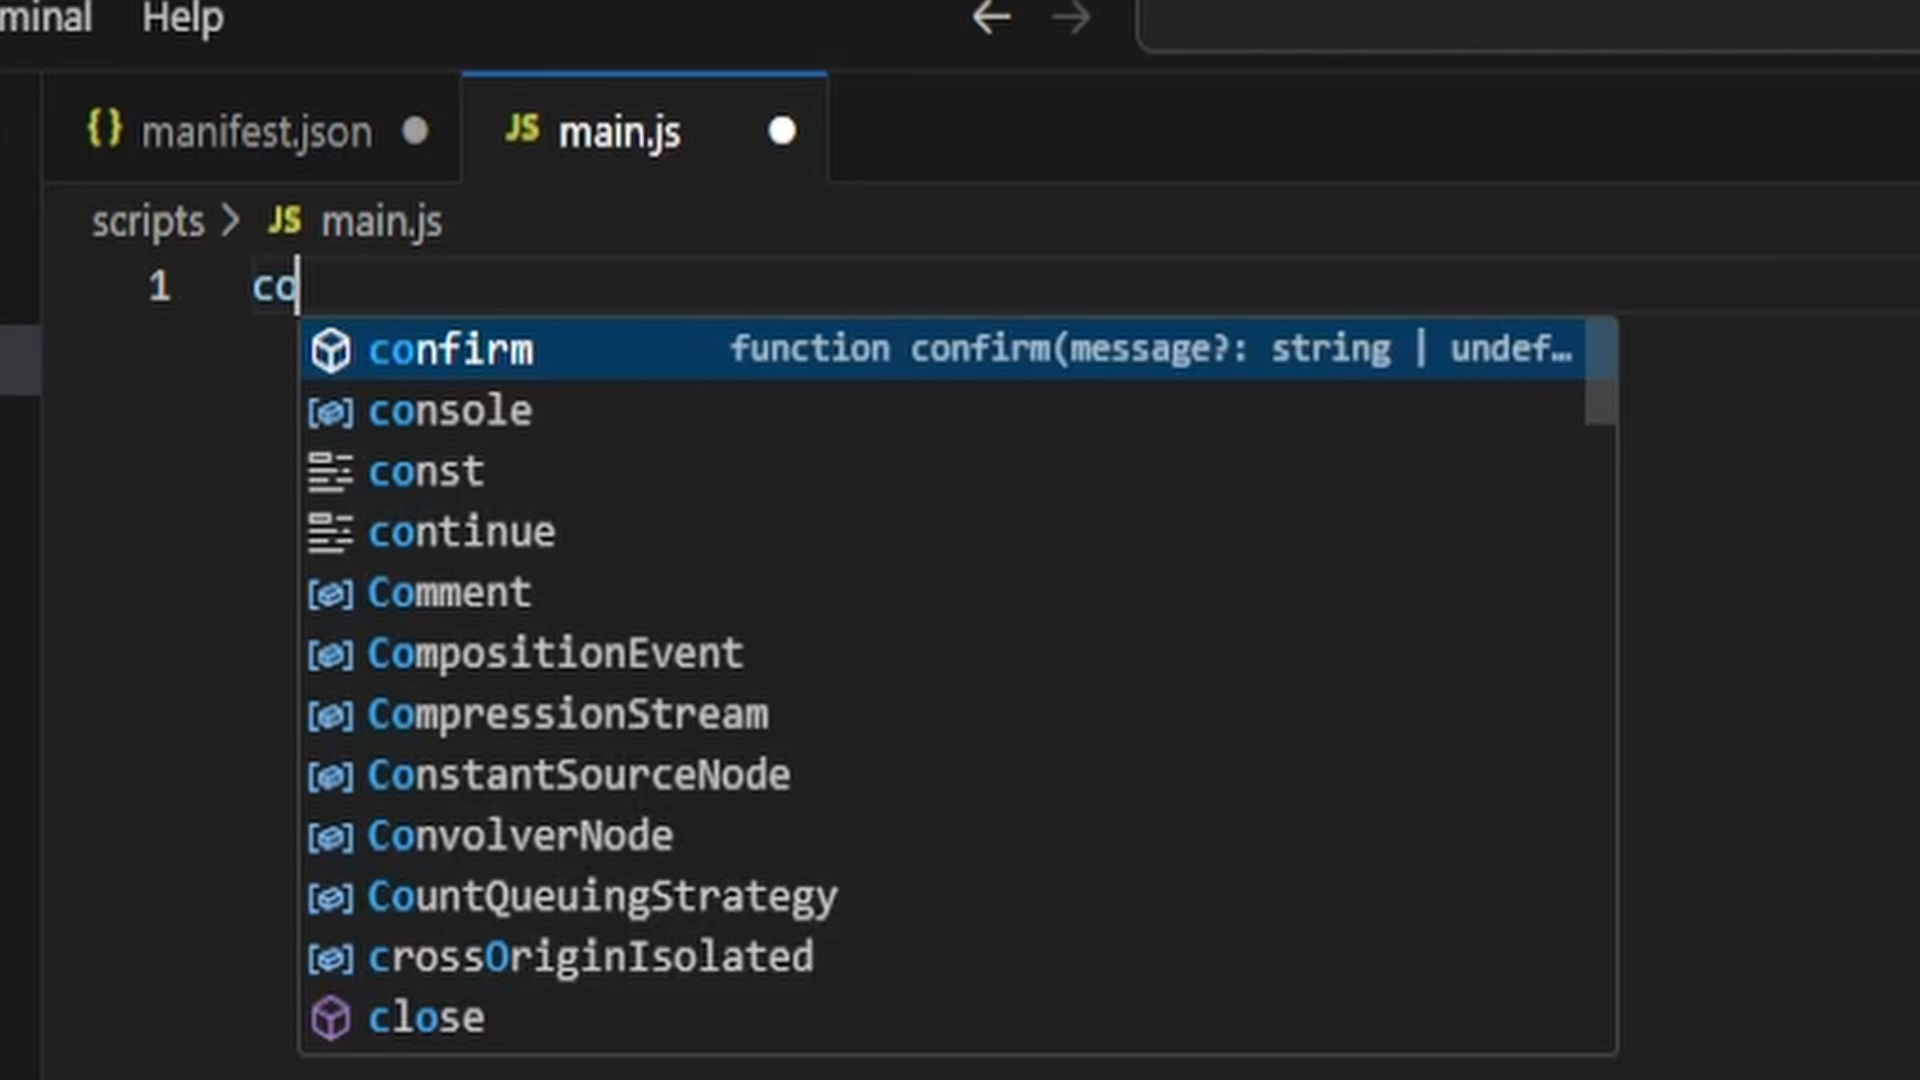 minal Help
{} manifest.json JS main.js
scripts > JS main.js
1 co
confirm function confirm(message?: string | undef…
console
const
continue
Comment
CompositionEvent
CompressionStream
ConstantSourceNode
ConvolverNode
CountQueuingStrategy
crossOriginIsolated
close